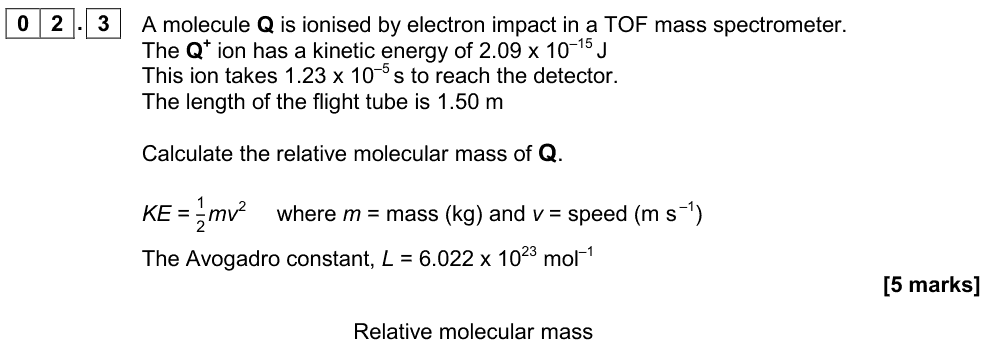 0 2 . 3 A molecule Q is ionised by electron impact in a TOF mass spectrometer.
The Q⁺ ion has a kinetic energy of 2.09 x 10⁻¹⁵ J
This ion takes 1.23 x 10⁻⁵ s to reach the detector.
The length of the flight tube is 1.50 m
Calculate the relative molecular mass of Q.
KE = ½mv² where m = mass (kg) and v = speed (m s⁻¹)
The Avogadro constant, L = 6.022 x 10²³ mol⁻¹
[5 marks]
Relative molecular mass